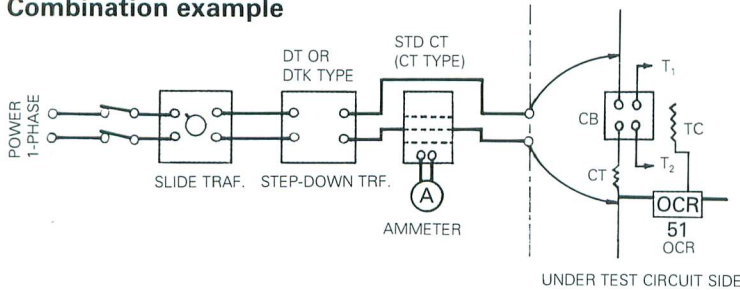 Combination example
POWER
1-PHASE
SLIDE TRAF.
DT OR
DTK TYPE
STEP-DOWN TRF.
STD CT
(CT TYPE)
A
AMMETER
CB
T1
T2
TC
CT
OCR
51
OCR
UNDER TEST CIRCUIT SIDE